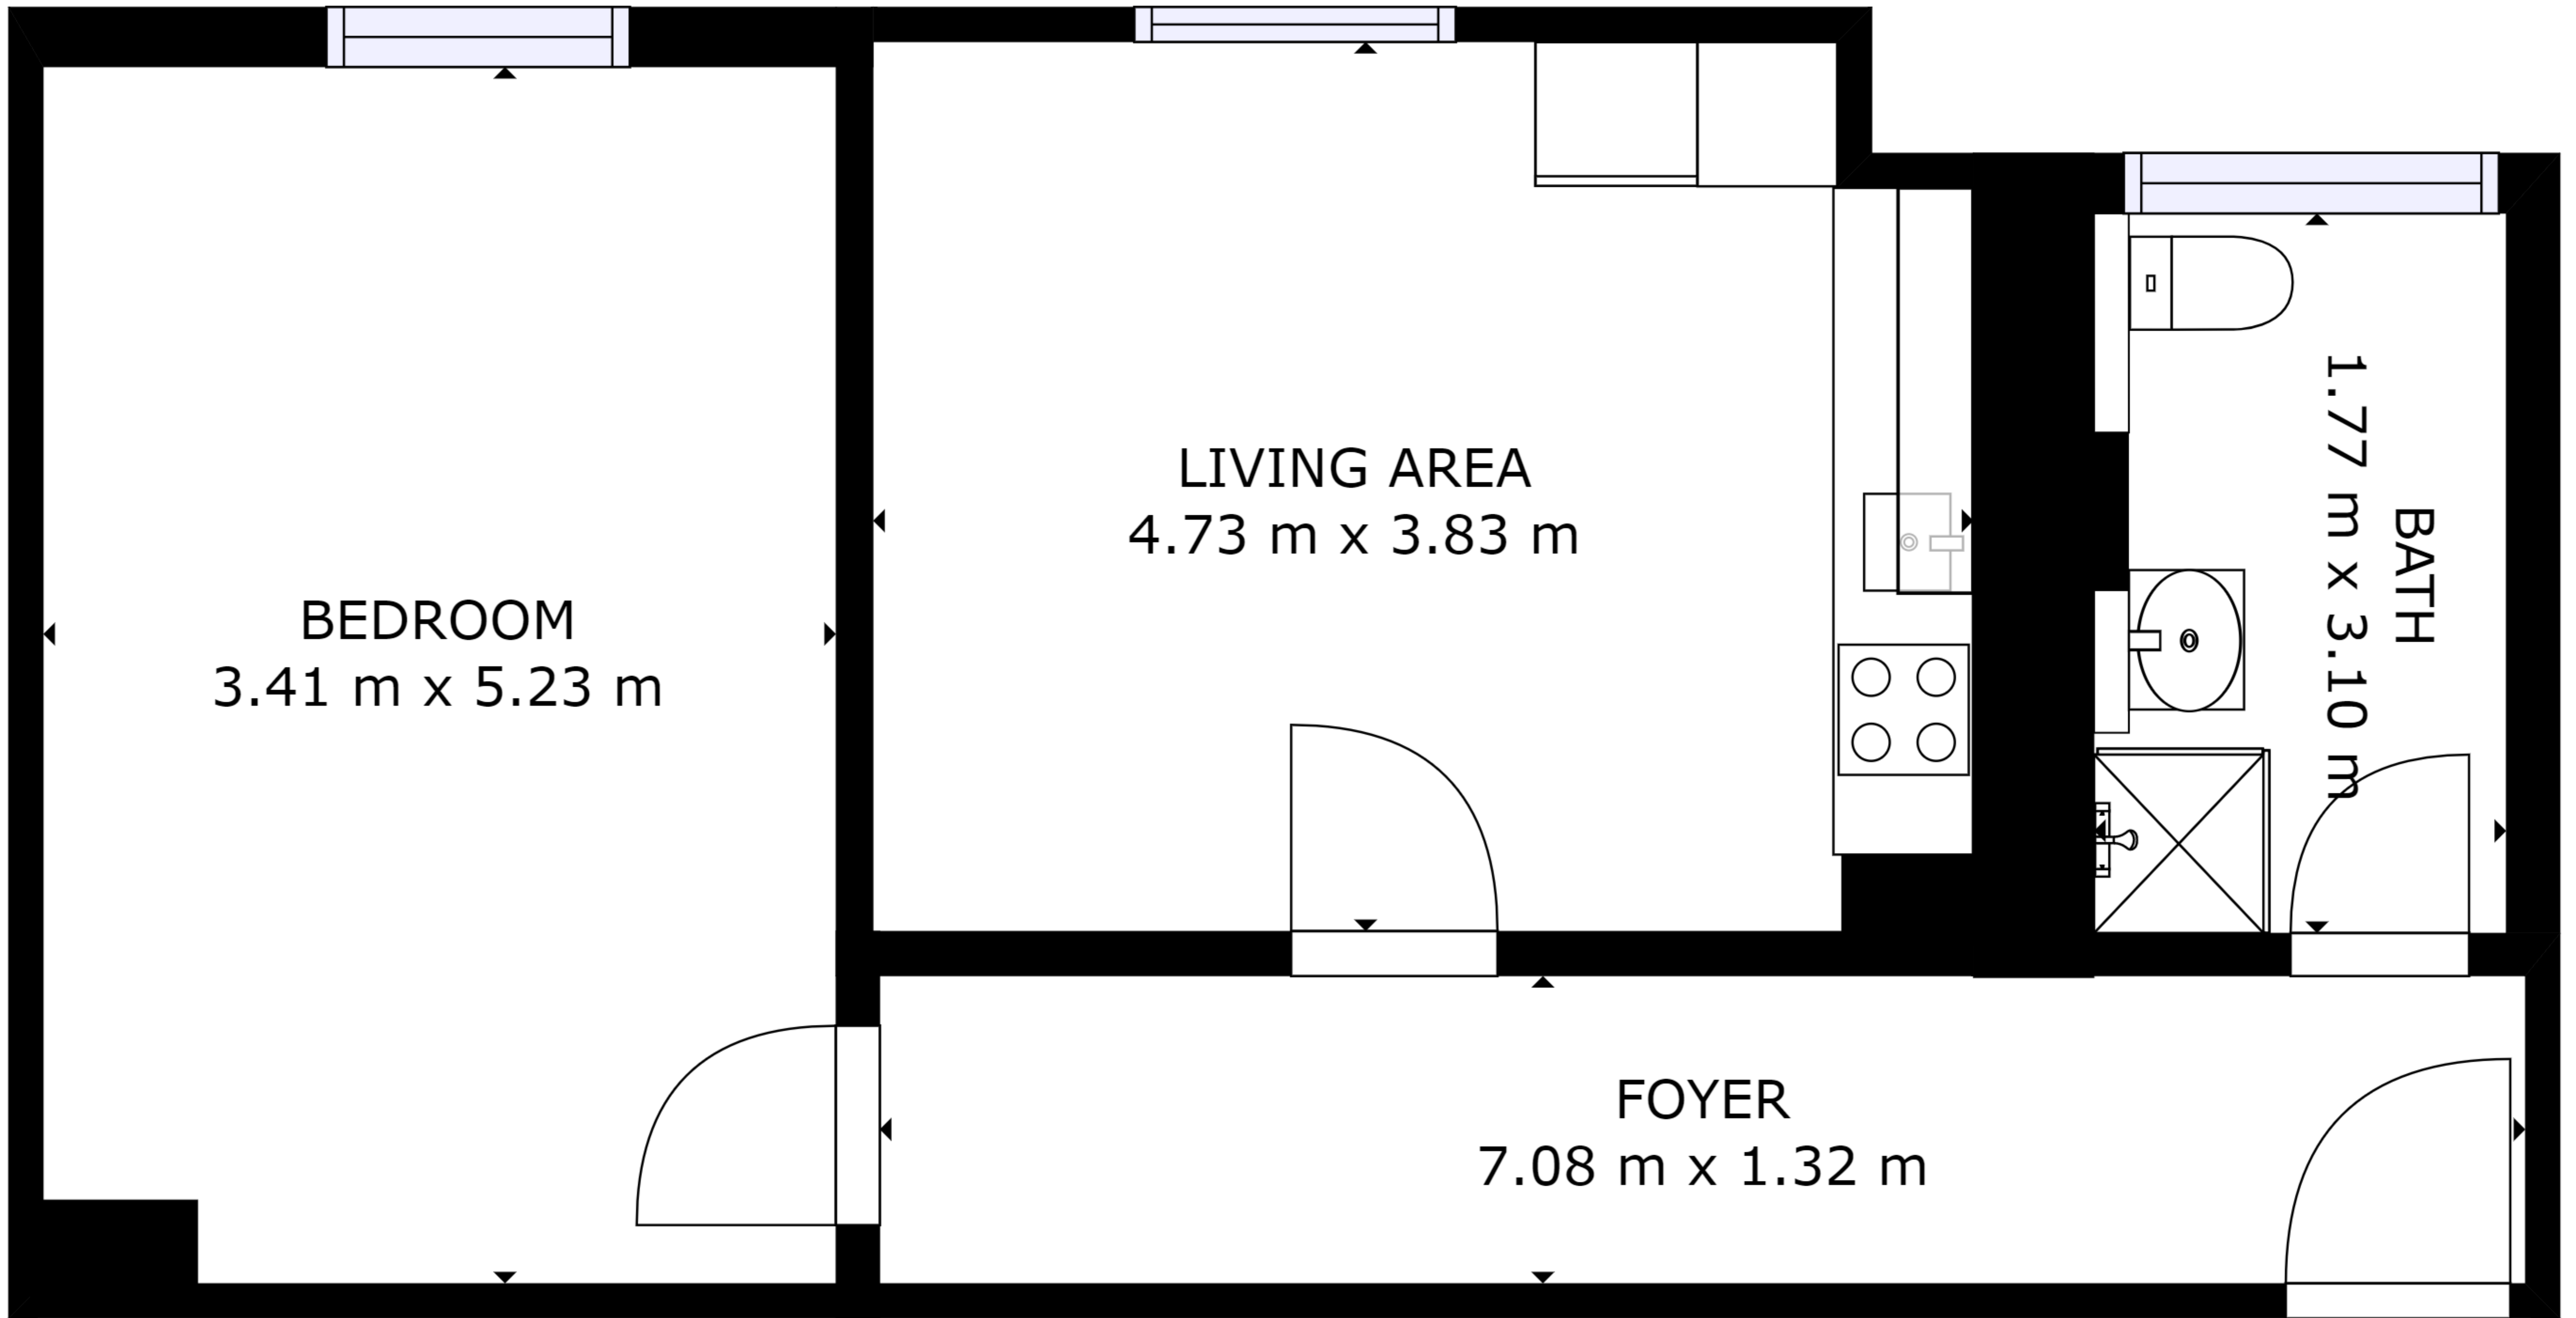 LIVING AREA
4.73 m x 3.83 m
BEDROOM
3.41 m x 5.23 m
BATH
1.77 m x 3.10 m
FOYER
7.08 m x 1.32 m